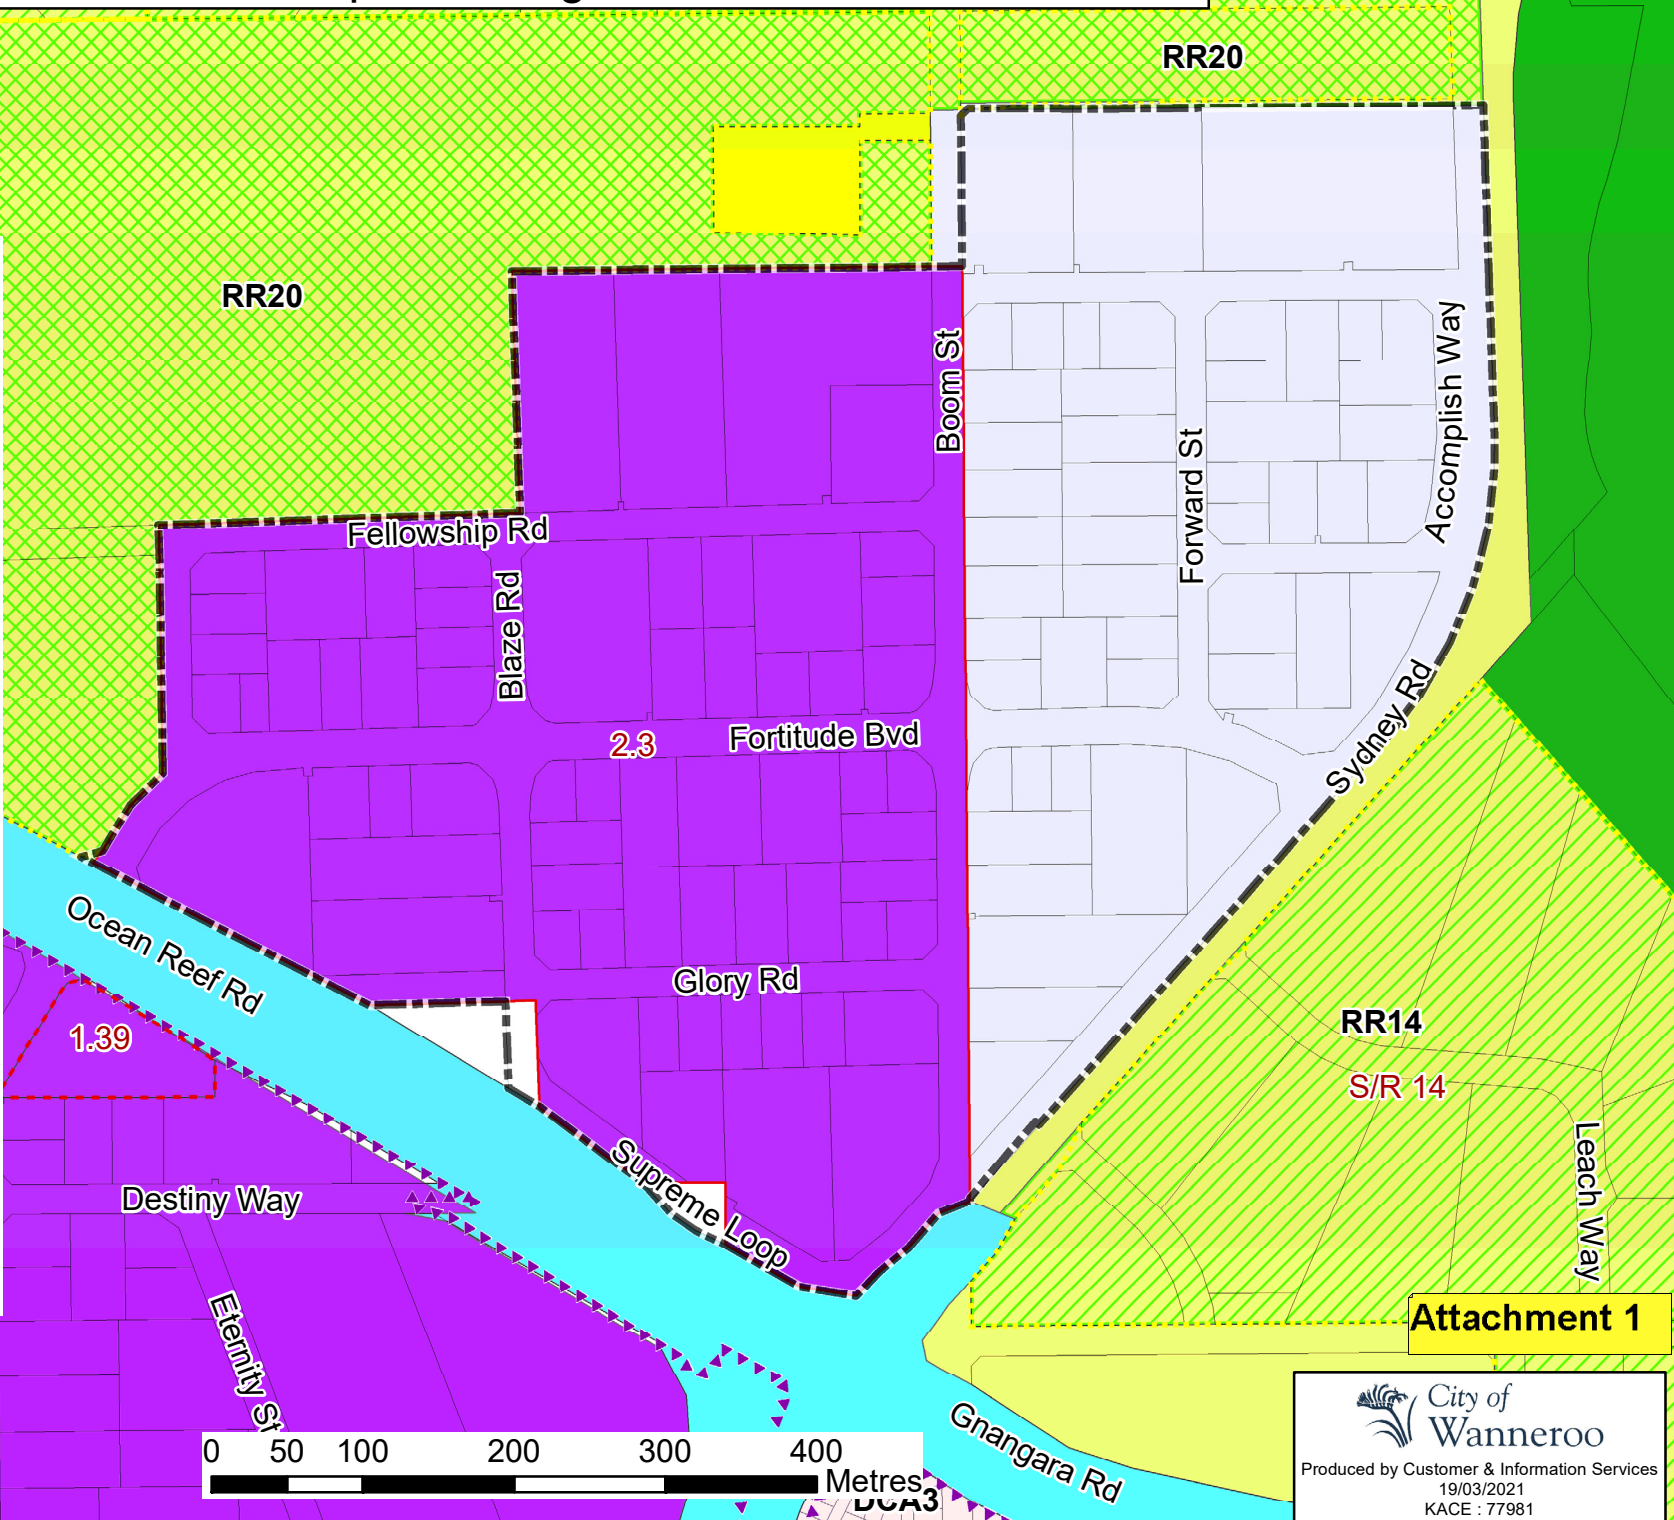 RR20
RR20
Boom St
Accomplish Way
Forward St
Fellowship Rd
Blaze Rd
2.3
Fortitude Bvd
Sydney Rd
Ocean Reef Rd
Glory Rd
1.39
RR14
S/R 14
Supreme Loop
Leach Way
Destiny Way
Eternity St
Attachment 1
Gnangara Rd
0 50 100 200 300 400
Metres
DCA3
City of
Wanneroo
Produced by Customer & Information Services
19/03/2021
KACE : 77981